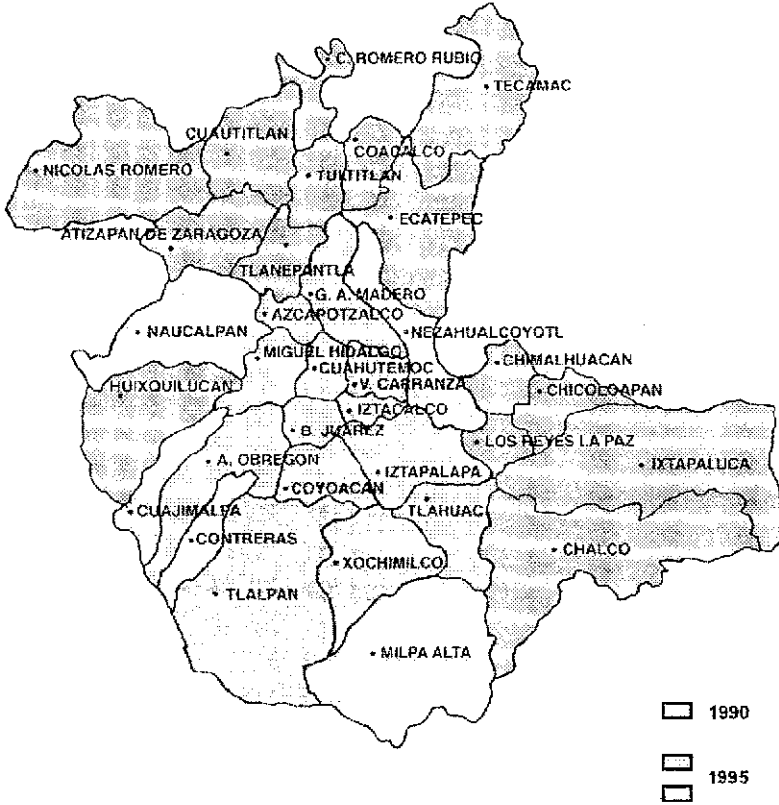 C. ROMERO RUBIO
TECAMAC
CUAUTITLAN
COACALCO
NICOLAS ROMERO
TULTITLAN
ECATEPEC
ATIZAPAN DE ZARAGOZA
TLANEPANTLA
G. A. MADERO
AZCAPOTZALCO
NAUCALPAN
NEZAHUALCOYOTL
MIGUEL HIDALGO
CHIMALHUACAN
CUAHUTEMOC
HUIXQUILUCAN
V. CARRANZA
CHICOLOAPAN
IZTACALCO
B. JUAREZ
LOS REYES LA PAZ
A. OBREGON
IXTAPALUCA
IZTAPALAPA
COYOACAN
TLAHUAC
CUAJIMALPA
CONTRERAS
CHALCO
XOCHIMILCO
TLALPAN
MILPA ALTA
1990
1995